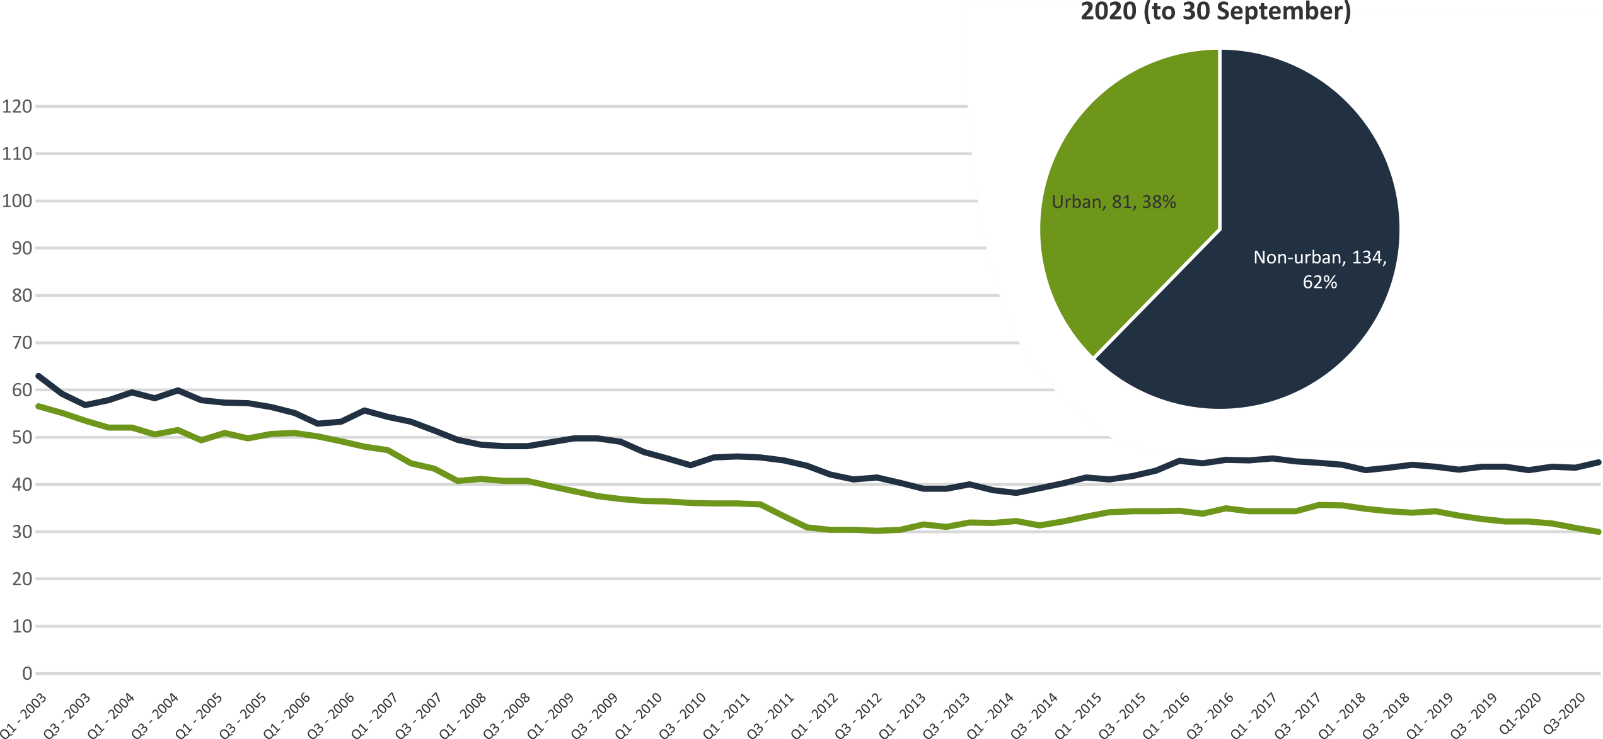 2020 (to 30 September)
120
110
100
90
80
70
60
50
40
30
20
10
0
Urban, 81, 38%
Non-urban, 134,
62%
Q1 - 2003
Q3 - 2003
Q1 - 2004
Q3 - 2004
Q1 - 2005
Q3 - 2005
Q1 - 2006
Q3 - 2006
Q1 - 2007
Q3 - 2007
Q1 - 2008
Q3 - 2008
Q1 - 2009
Q3 - 2009
Q1 - 2010
Q3 - 2010
Q1 - 2011
Q3 - 2011
Q1 - 2012
Q3 - 2012
Q1 - 2013
Q3 - 2013
Q1 - 2014
Q3 - 2014
Q1 - 2015
Q3 - 2015
Q1 - 2016
Q3 - 2016
Q1 - 2017
Q3 - 2017
Q1 - 2018
Q3 - 2018
Q1 - 2019
Q3 - 2019
Q1-2020
Q3-2020